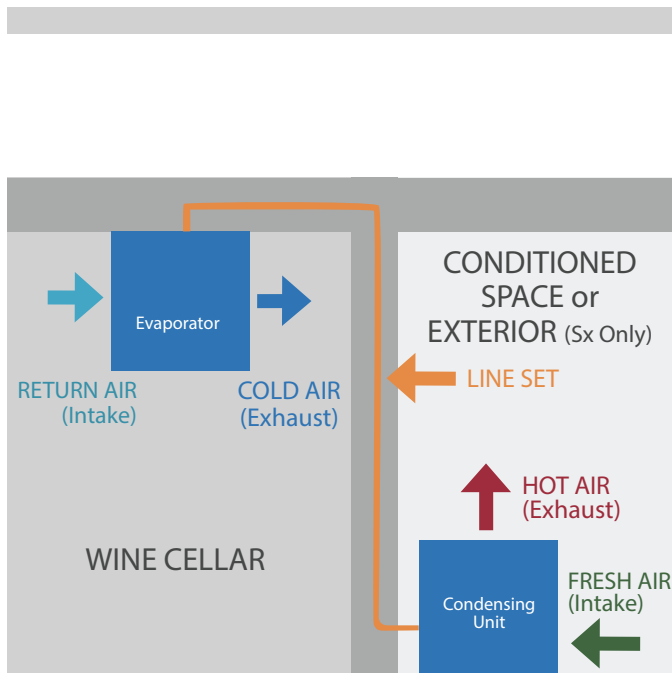 Evaporator
RETURN AIR
(Intake)
COLD AIR
(Exhaust)
WINE CELLAR
CONDITIONED
SPACE or
EXTERIOR (Sx Only)
LINE SET
HOT AIR
(Exhaust)
Condensing
Unit
FRESH AIR
(Intake)